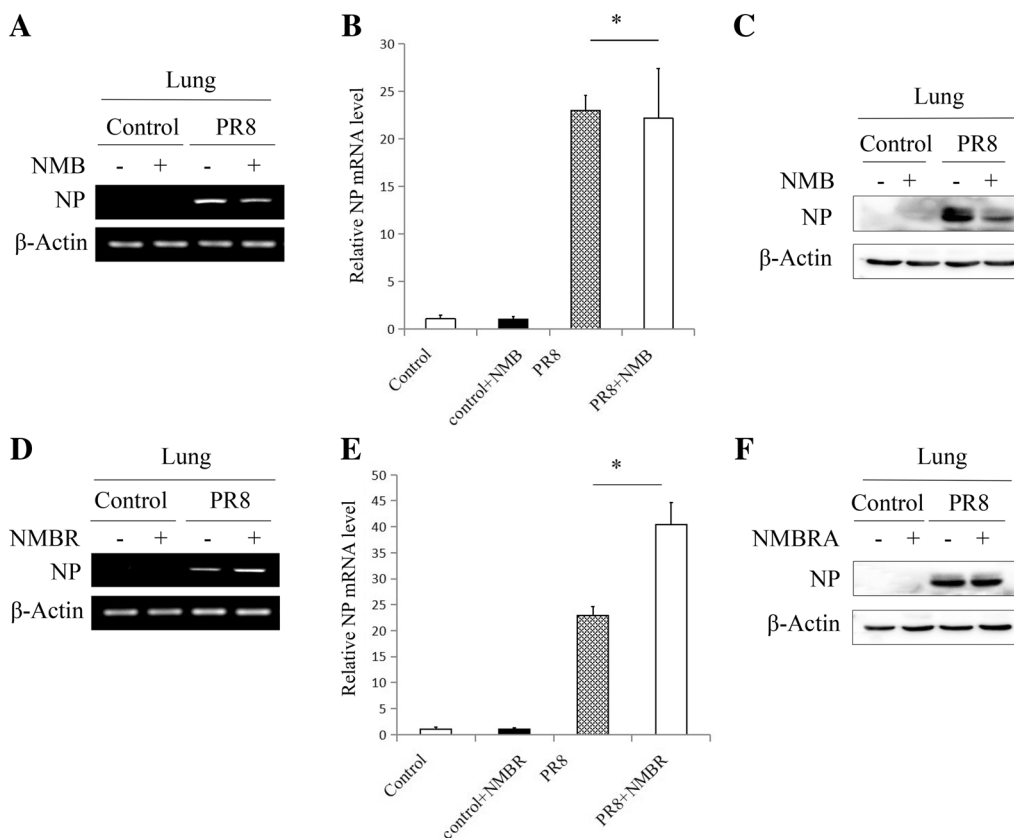 A
Lung
Control PR8
NMB - + - +
NP
β-Actin
B
*
Relative NP mRNA level
30
25
20
15
10
5
0
Control
control+NMB
PR8
PR8+NMB
C
Lung
Control PR8
NMB - + - +
NP
β-Actin
D
Lung
Control PR8
NMBR - + - +
NP
β-Actin
E
*
Relative NP mRNA level
50
45
40
35
30
25
20
15
10
5
0
Control
control+NMBR
PR8
PR8+NMBR
F
Lung
Control PR8
NMBRA - + - +
NP
β-Actin